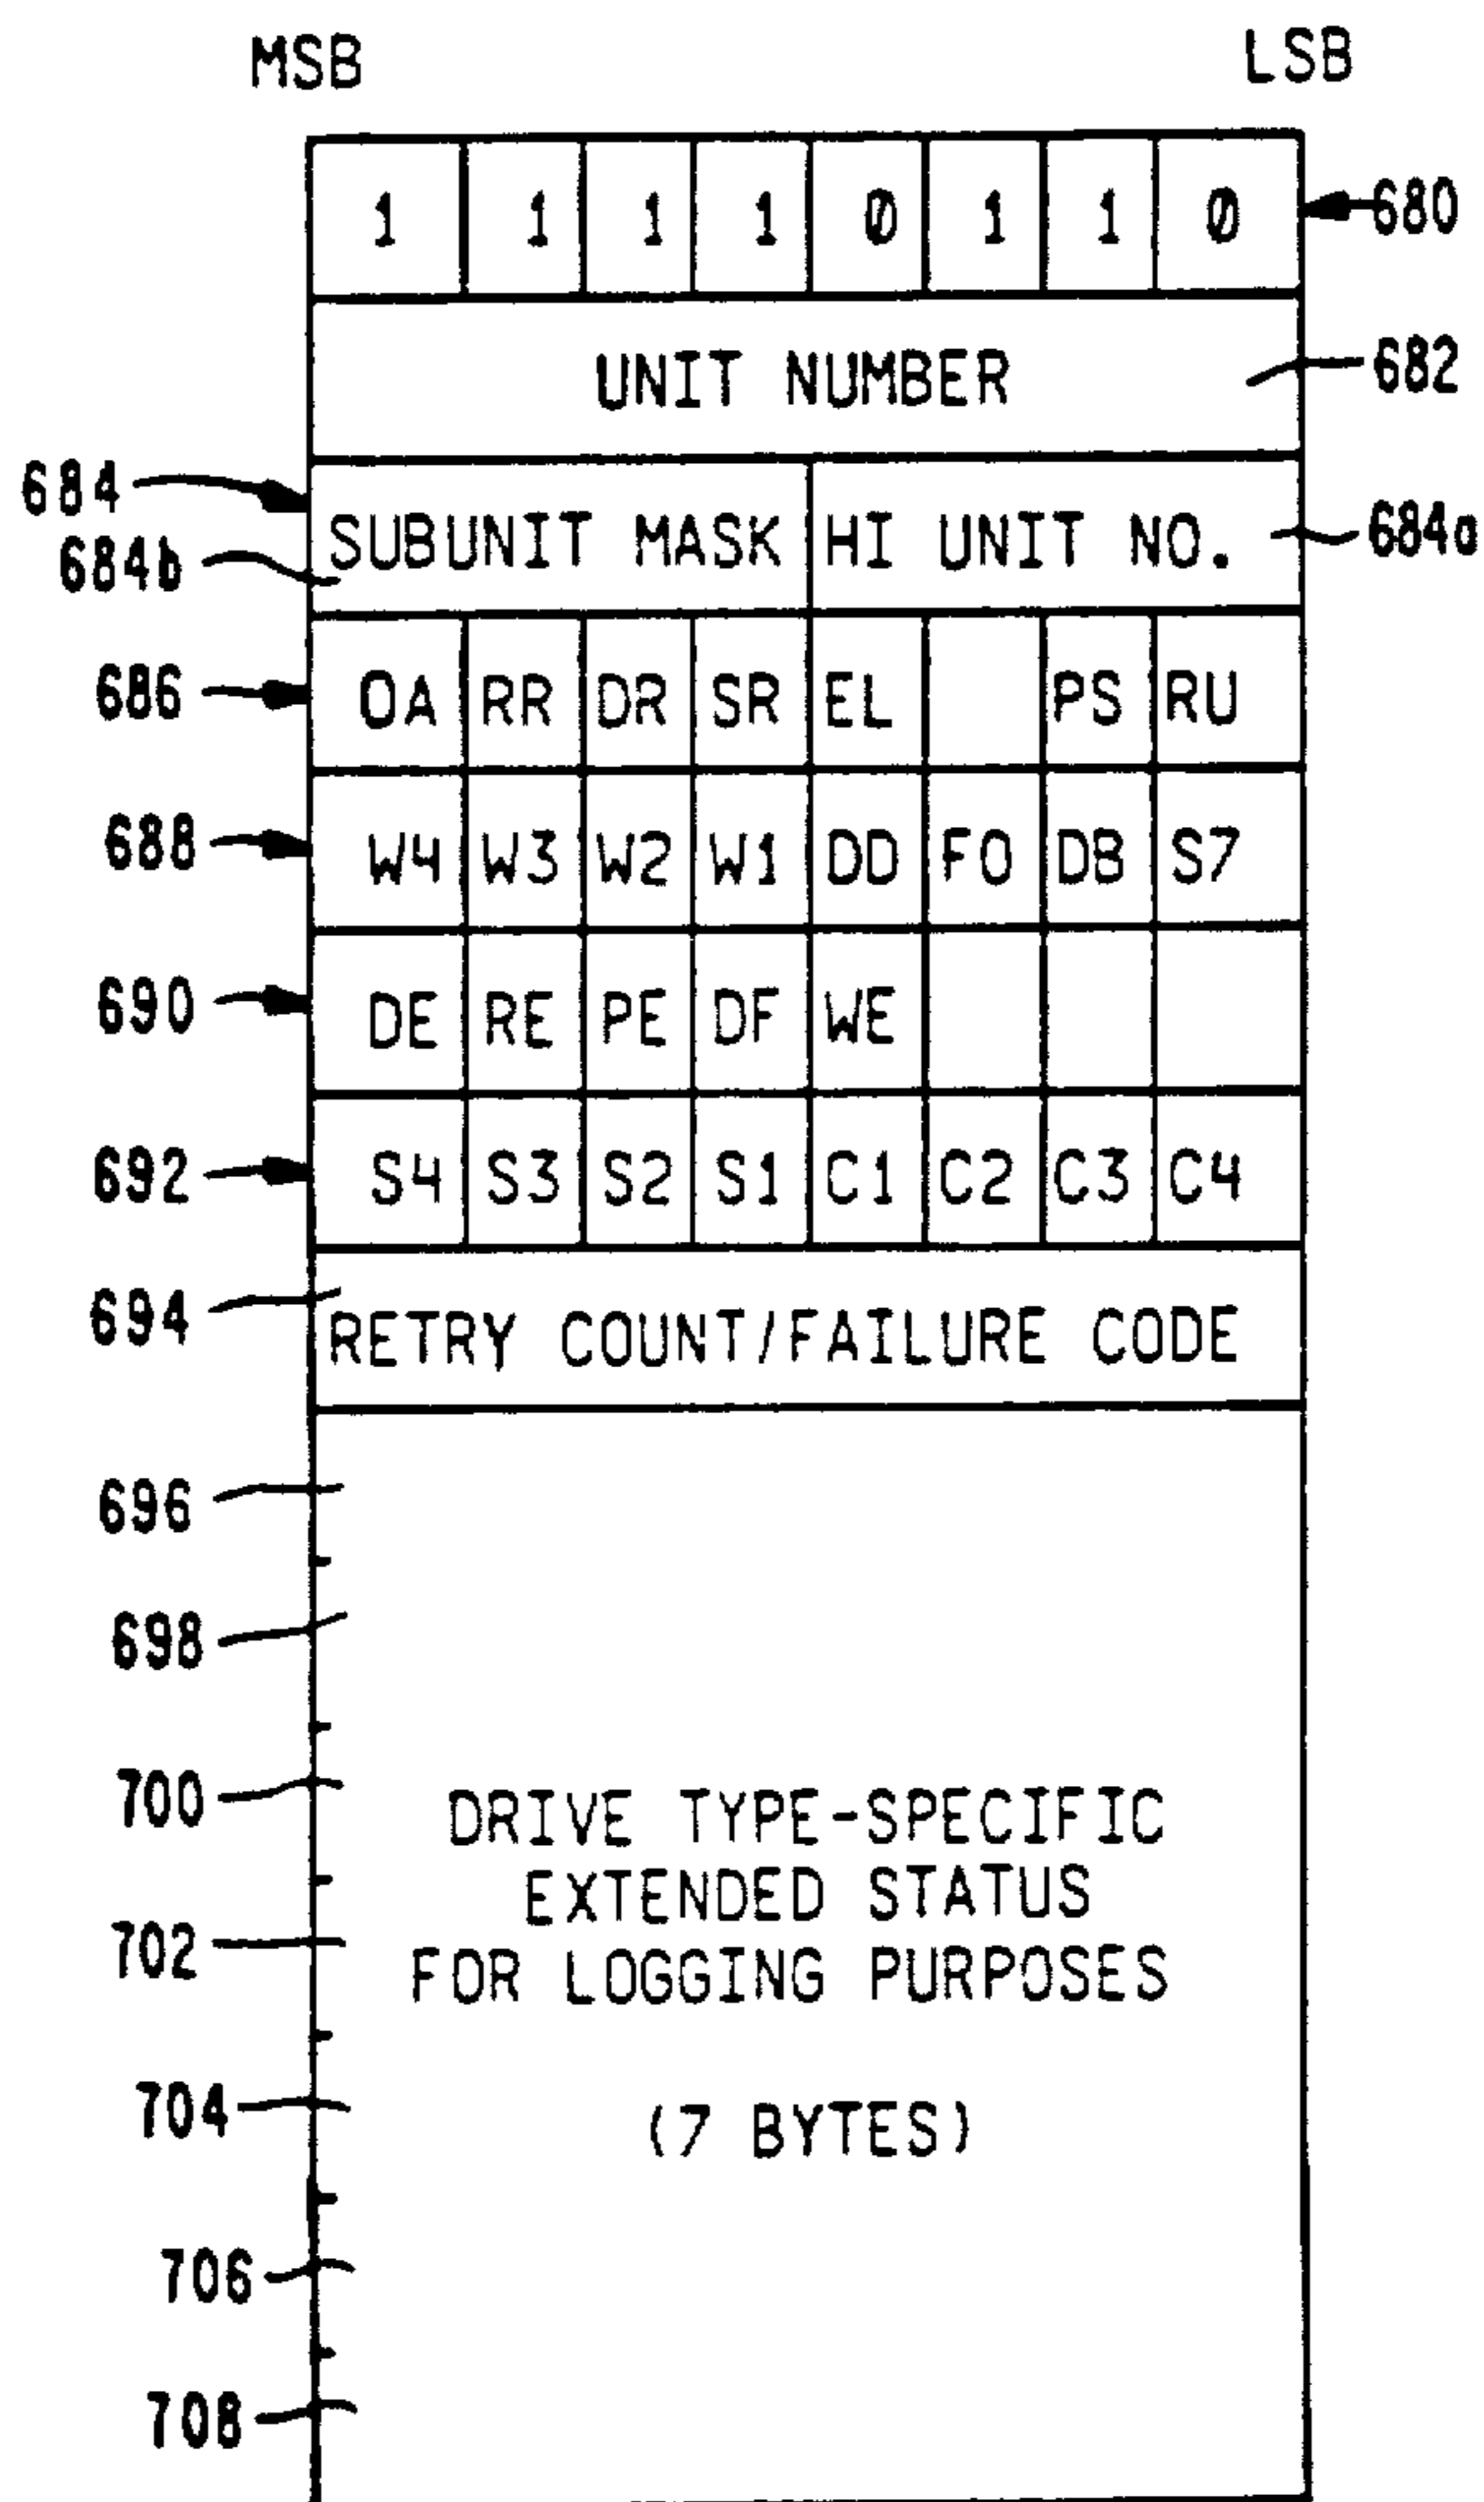 MSB LSB
1 1 1 1 0 1 1 0 680
UNIT NUMBER 682
684 SUBUNIT MASK HI UNIT NO. 684a
684b
686 OA RR DR SR EL PS RU
688 W4 W3 W2 W1 DD FO DB S7
690 DE RE PE DF WE
692 S4 S3 S2 S1 C1 C2 C3 C4
694 RETRY COUNT/FAILURE CODE
696
698
700 DRIVE TYPE-SPECIFIC
EXTENDED STATUS
702 FOR LOGGING PURPOSES
704 (7 BYTES)
706
708